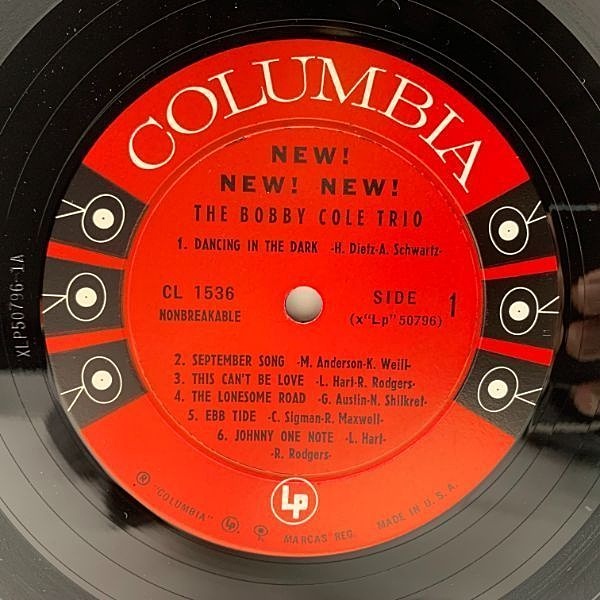 COLUMBIA
NEW!
NEW! NEW!
THE BOBBY COLE TRIO
1. DANCING IN THE DARK -H. Dietz-A. Schwartz-
CL 1536
NONBREAKABLE
SIDE 1
(x"Lp" 50796)
2. SEPTEMBER SONG -M. Anderson-K. Weill-
3. THIS CAN'T BE LOVE -L. Hart-R. Rodgers-
4. THE LONESOME ROAD -G. Austin-N. Shilkret-
5. EBB TIDE -C. Sigman-R. Maxwell-
6. JOHNNY ONE NOTE -L. Hart-
-R. Rodgers-
Lp
® "COLUMBIA" Lp MARCAS REG. MADE IN U.S.A.
XLP50796-1A